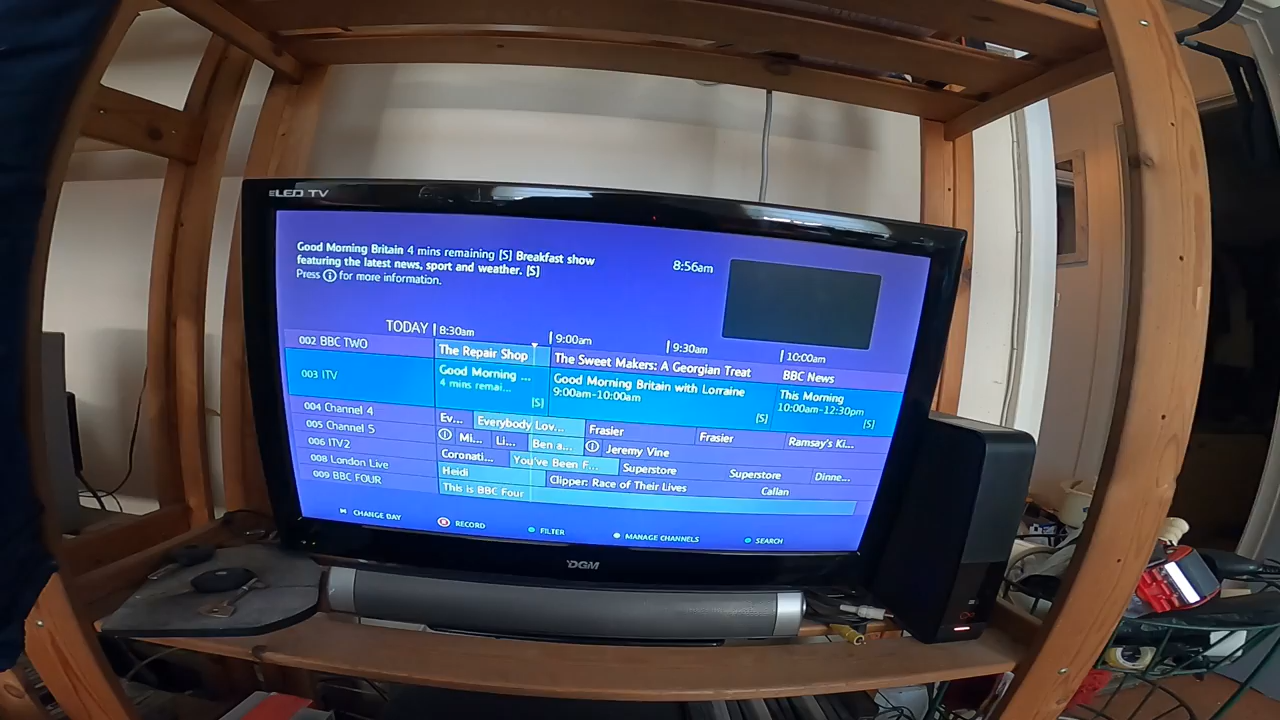 LED TV
Good Morning Britain 4 mins remaining [S] Breakfast show
featuring the latest news, sport and weather. [S]
Press i for more information.
8:56am
TODAY 8:30am 9:00am 9:30am 10:00am
002 BBC TWO The Repair Shop The Sweet Makers: A Georgian Treat BBC News
003 ITV Good Morning ... Good Morning Britain with Lorraine This Morning
4 mins remai... 9:00am-10:00am 10:00am-12:30pm
[S] [S] [S]
004 Channel 4 Ev... Everybody Lov... Frasier Frasier Ramsay's Ki...
005 Channel 5 i Mi... Li... Ben a... i Jeremy Vine
006 ITV2 Coronati... You've Been F... Superstore Superstore Dinne...
008 London Live Heidi Clipper: Race of Their Lives Callan
009 BBC FOUR This is BBC Four
CHANGE DAY RECORD FILTER MANAGE CHANNELS SEARCH
DGM